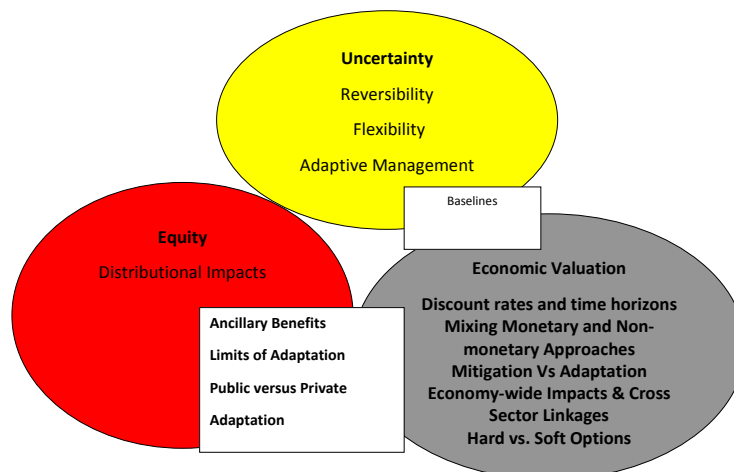 Uncertainty
Reversibility
Flexibility
Adaptive Management
Baselines
Equity
Distributional Impacts
Economic Valuation
Discount rates and time horizons
Mixing Monetary and Non-
monetary Approaches
Mitigation Vs Adaptation
Economy-wide Impacts & Cross
Sector Linkages
Hard vs. Soft Options
Ancillary Benefits
Limits of Adaptation
Public versus Private
Adaptation